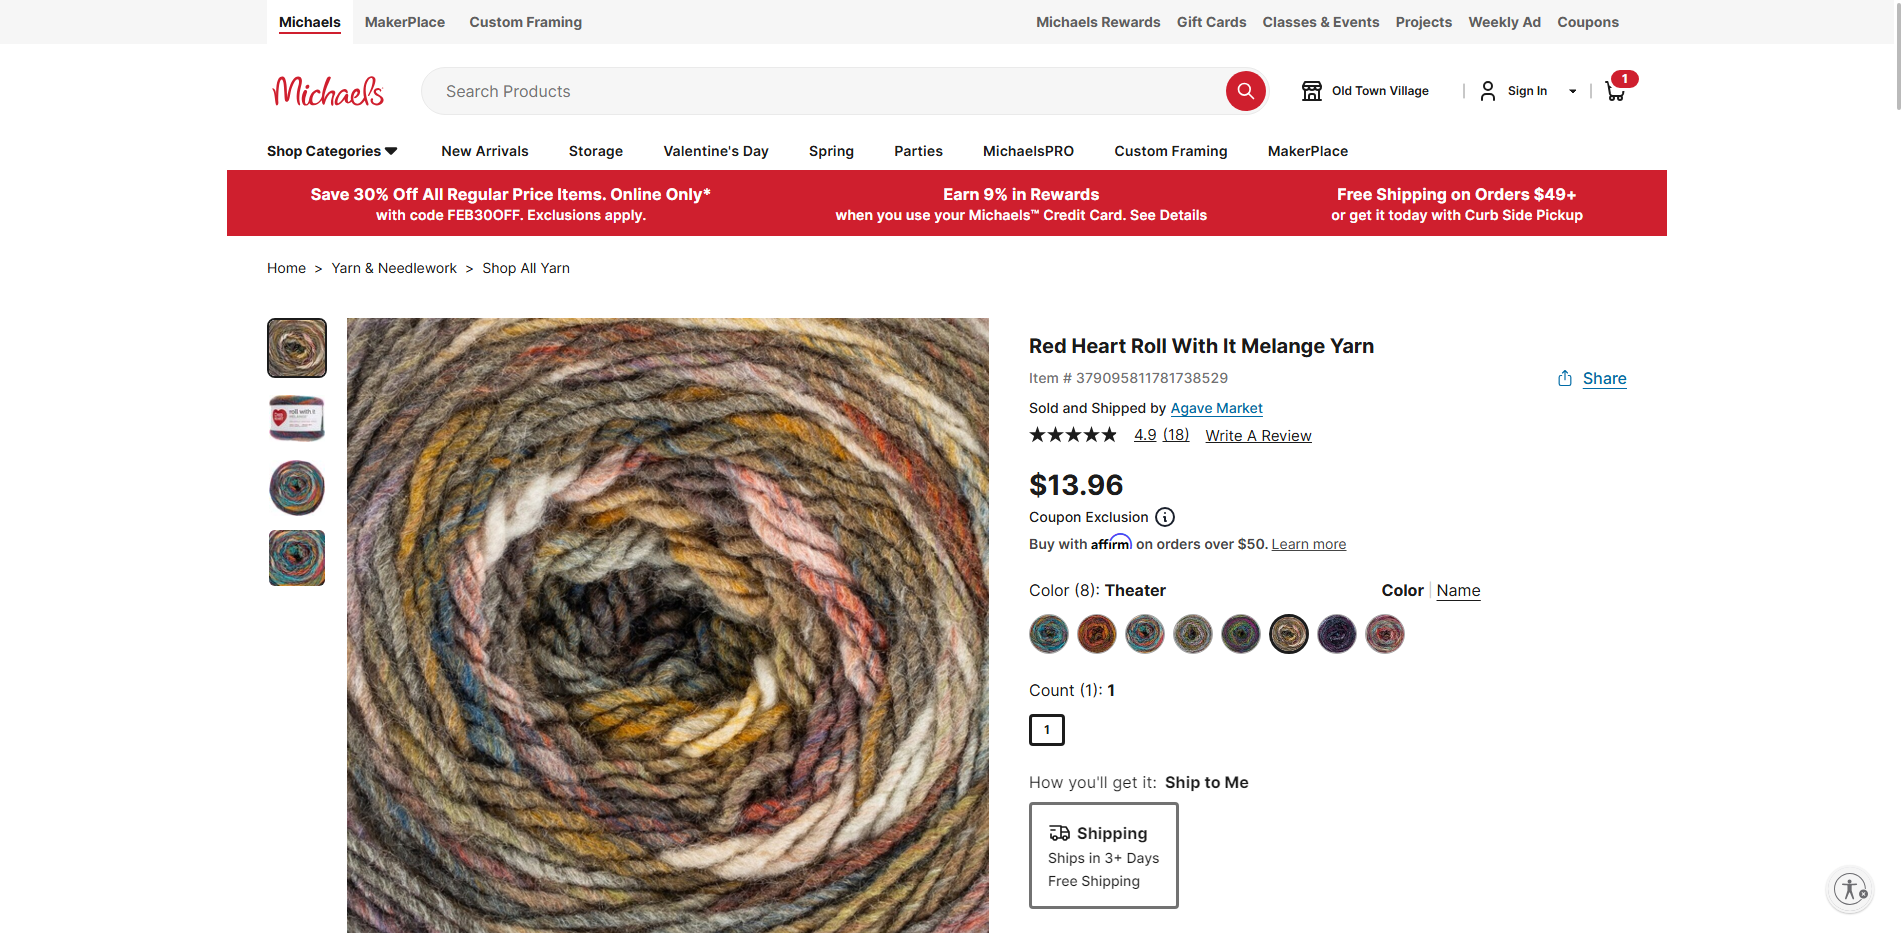 Michaels
MakerPlace
Custom Framing
Michaels Rewards
Gift Cards
Classes & Events
Projects
Weekly Ad
Coupons
Michaels
Search Products
Old Town Village
Sign In
1
Shop Categories
New Arrivals
Storage
Valentine's Day
Spring
Parties
MichaelsPRO
Custom Framing
MakerPlace
Save 30% Off All Regular Price Items. Online Only*
with code FEB30OFF. Exclusions apply.
Earn 9% in Rewards
when you use your Michaels™ Credit Card. See Details
Free Shipping on Orders $49+
or get it today with Curb Side Pickup
Home > Yarn & Needlework > Shop All Yarn
roll with it
Red Heart Roll With It Melange Yarn
Item # 379095811781738529
Share
Sold and Shipped by Agave Market
4.9 (18) Write A Review
$13.96
Coupon Exclusion
Buy with affirm on orders over $50. Learn more
Color (8): Theater
Color | Name
Count (1): 1
1
How you'll get it: Ship to Me
Shipping
Ships in 3+ Days
Free Shipping